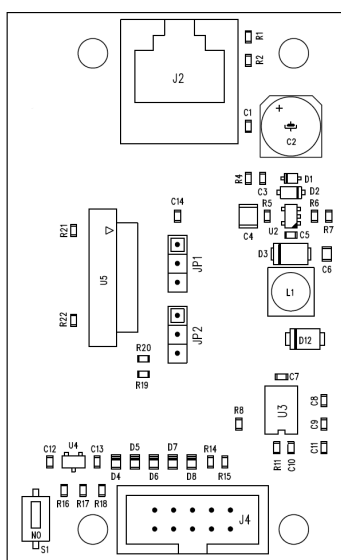 R1
J2
R2
C1
+
C2
R4
C3
D1
D2
C14
R5
R6
C4
U2
R7
R21
C5
D3
C6
JP1
U5
L1
R22
JP2
D12
R20
R19
C7
C8
U3
R8
C9
U4
D5
D7
C12
C13
R14
R11
C10
C11
D4
D6
D8
R15
R16
R17
R18
J4
NO
S1